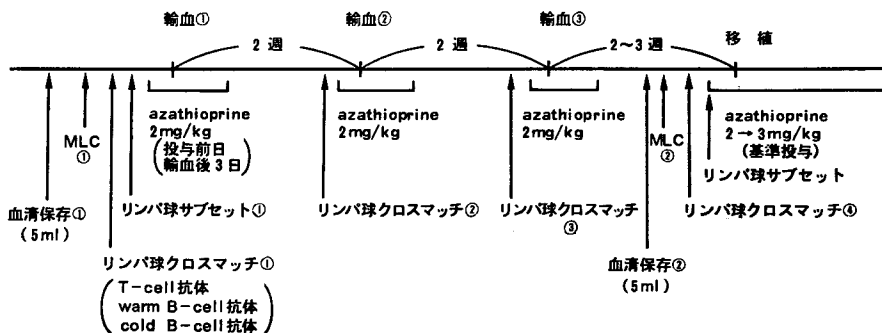 輸血① 輸血② 輸血③ 移植
2週 2週 2～3週
MLC
①
azathioprine
2mg/kg
(投与前日
輸血後3日)
azathioprine
2mg/kg
azathioprine
2mg/kg
MLC
②
azathioprine
2→3mg/kg
(基準投与)
リンパ球サブセット
血清保存①
(5ml)
リンパ球サブセット①
リンパ球クロスマッチ②
リンパ球クロスマッチ
③
リンパ球クロスマッチ④
リンパ球クロスマッチ①
(T-cell抗体
warm B-cell抗体
cold B-cell抗体)
血清保存②
(5ml)